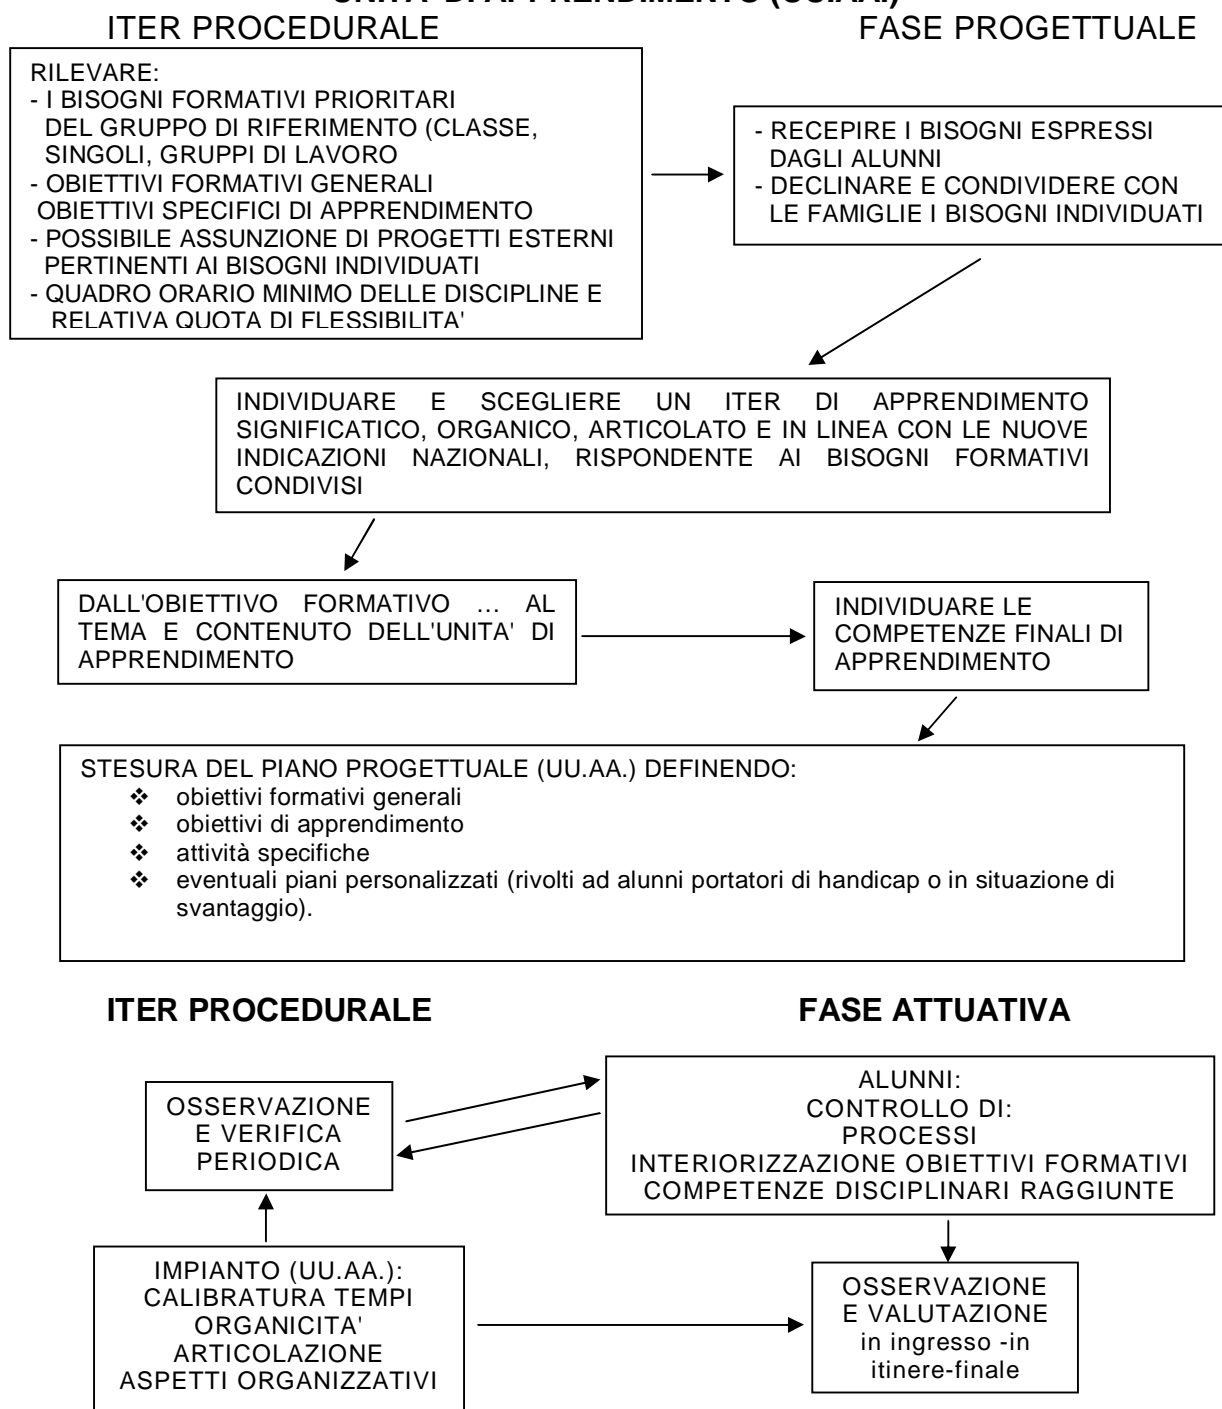 UNITA' DI APPRENDIMENTO (UU.AA.)
ITER PROCEDURALE
FASE PROGETTUALE
RILEVARE:
- I BISOGNI FORMATIVI PRIORITARI
DEL GRUPPO DI RIFERIMENTO (CLASSE,
SINGOLI, GRUPPI DI LAVORO
- OBIETTIVI FORMATIVI GENERALI
OBIETTIVI SPECIFICI DI APPRENDIMENTO
- POSSIBILE ASSUNZIONE DI PROGETTI ESTERNI
PERTINENTI AI BISOGNI INDIVIDUATI
- QUADRO ORARIO MINIMO DELLE DISCIPLINE E
RELATIVA QUOTA DI FLESSIBILITA'
- RECEPIRE I BISOGNI ESPRESSI
DAGLI ALUNNI
- DECLINARE E CONDIVIDERE CON
LE FAMIGLIE I BISOGNI INDIVIDUATI
INDIVIDUARE E SCEGLIERE UN ITER DI APPRENDIMENTO
SIGNIFICATICO, ORGANICO, ARTICOLATO E IN LINEA CON LE NUOVE
INDICAZIONI NAZIONALI, RISPONDENTE AI BISOGNI FORMATIVI
CONDIVISI
DALL'OBIETTIVO FORMATIVO … AL
TEMA E CONTENUTO DELL'UNITA' DI
APPRENDIMENTO
INDIVIDUARE LE
COMPETENZE FINALI DI
APPRENDIMENTO
STESURA DEL PIANO PROGETTUALE (UU.AA.) DEFINENDO:
❖ obiettivi formativi generali
❖ obiettivi di apprendimento
❖ attività specifiche
❖ eventuali piani personalizzati (rivolti ad alunni portatori di handicap o in situazione di
svantaggio).
ITER PROCEDURALE
FASE ATTUATIVA
OSSERVAZIONE
E VERIFICA
PERIODICA
ALUNNI:
CONTROLLO DI:
PROCESSI
INTERIORIZZAZIONE OBIETTIVI FORMATIVI
COMPETENZE DISCIPLINARI RAGGIUNTE
IMPIANTO (UU.AA.):
CALIBRATURA TEMPI
ORGANICITA'
ARTICOLAZIONE
ASPETTI ORGANIZZATIVI
OSSERVAZIONE
E VALUTAZIONE
in ingresso -in
itinere-finale